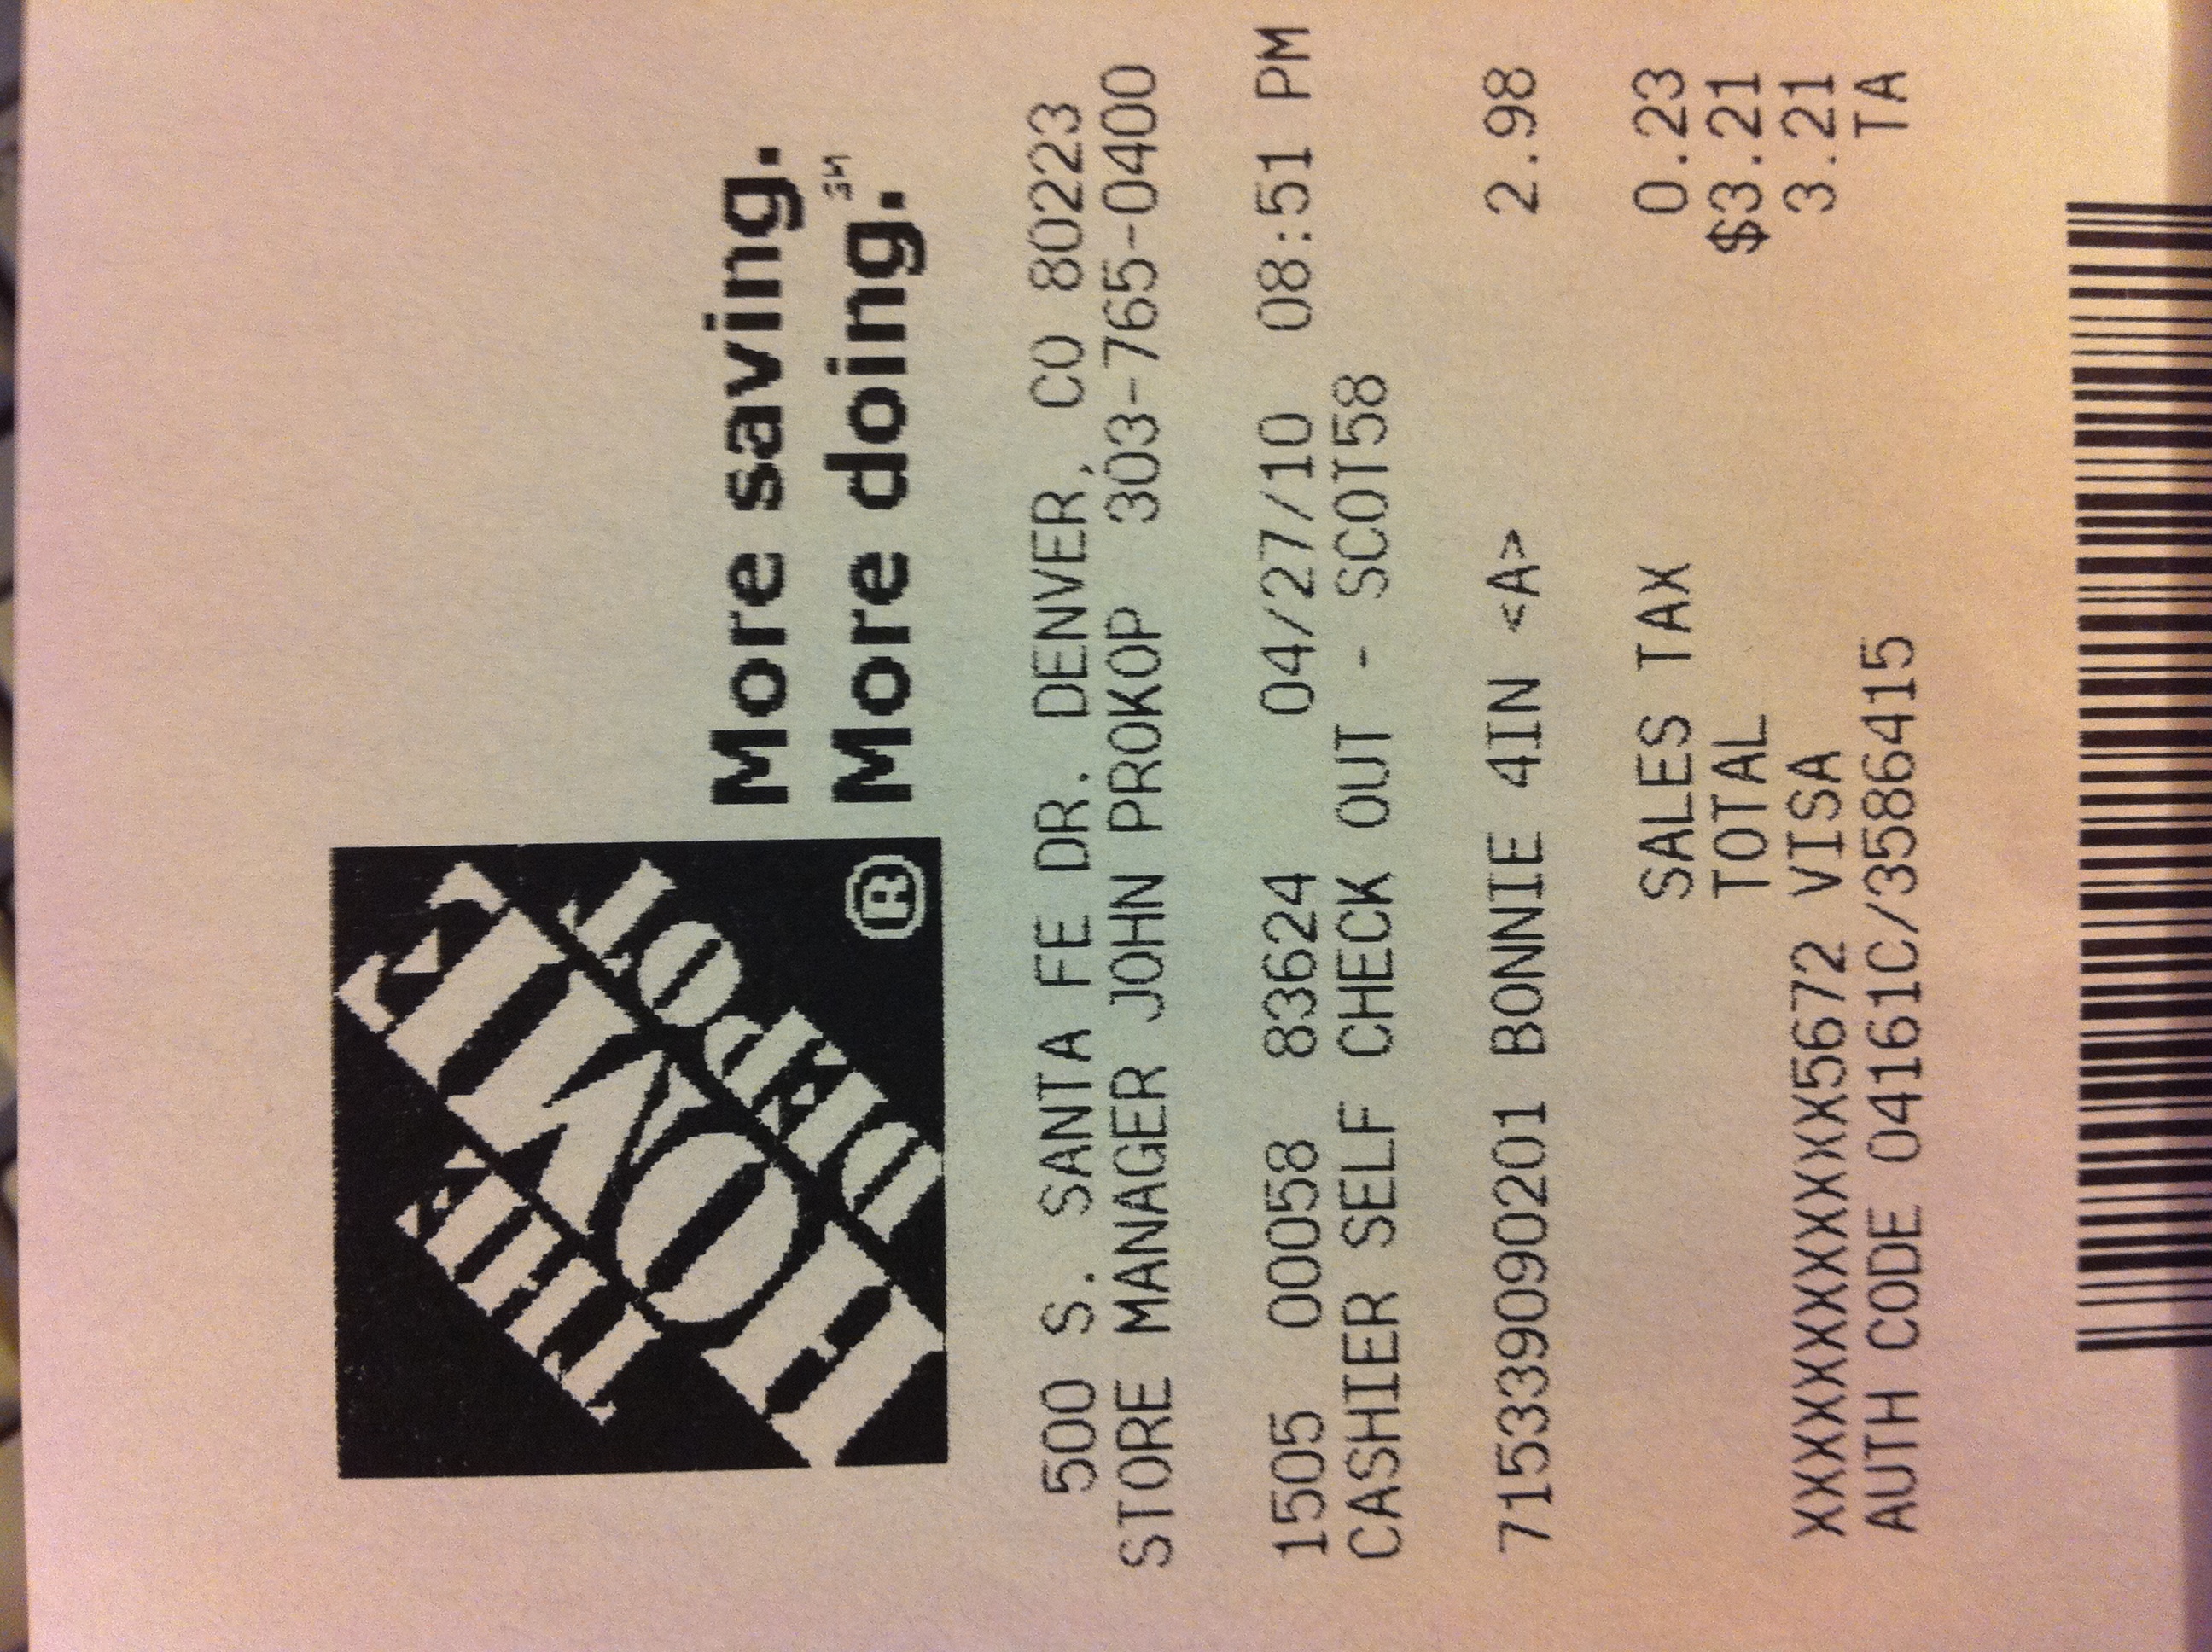 THE
HOME
DEPOT
®
More saving.
More doing.℠
500 S. SANTA FE DR. DENVER, CO 80223
STORE MANAGER JOHN PROKOP 303-765-0400
1505 00058 83624 04/27/10 08:51 PM
CASHIER SELF CHECK OUT - SCOT58
715339090201 BONNIE 4IN <A> 2.98
SALES TAX 0.23
TOTAL $3.21
XXXXXXXXXXXX5672 VISA 3.21
AUTH CODE 04161C/3586415 TA